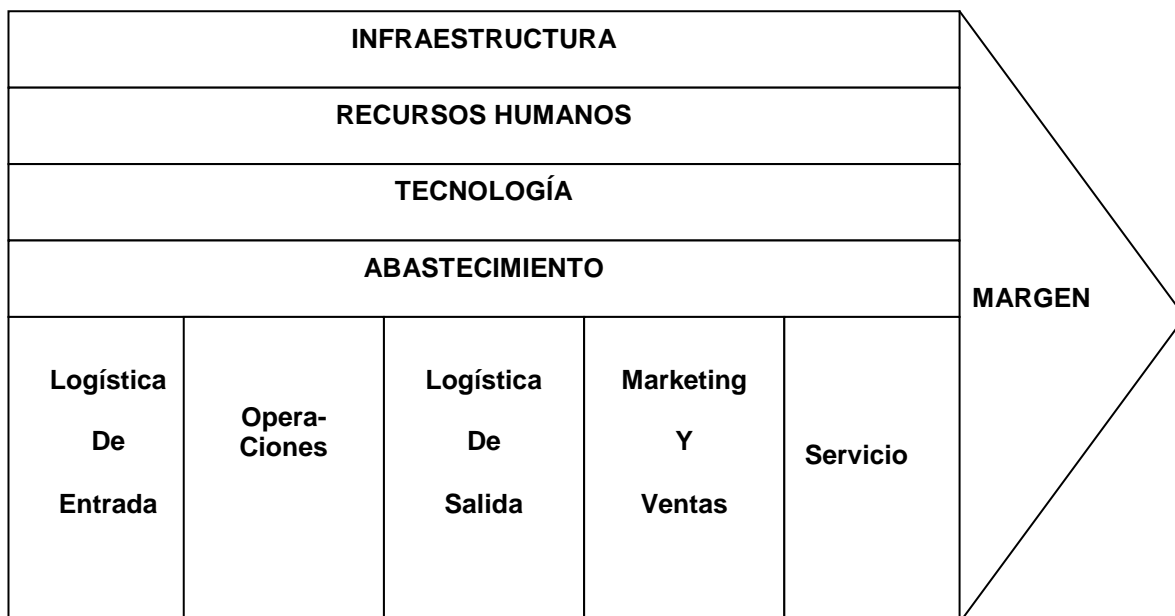 INFRAESTRUCTURA
RECURSOS HUMANOS
TECNOLOGÍA
ABASTECIMIENTO
MARGEN
Logística
De
Entrada
Opera-
Ciones
Logística
De
Salida
Marketing
Y
Ventas
Servicio